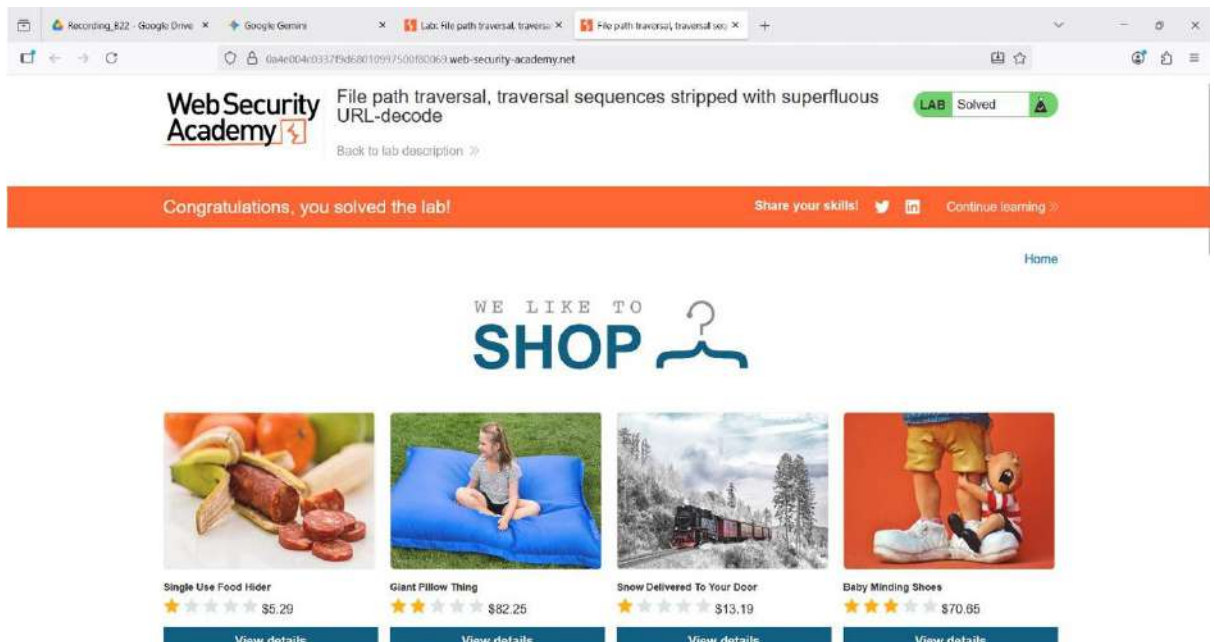 Recording_B22 - Google Drive
Google Gemini
Lab: File path traversal, traversa
File path traversal, traversal seq
web-security-academy.net
Web Security
Academy
File path traversal, traversal sequences stripped with superfluous
URL-decode
Back to lab description
LAB Solved
Congratulations, you solved the lab!
Share your skills!
Continue learning
Home
WE LIKE TO
SHOP
Single Use Food Hider
$5.29
View details
Giant Pillow Thing
$82.25
View details
Snow Delivered To Your Door
$13.19
View details
Baby Minding Shoes
$70.65
View details